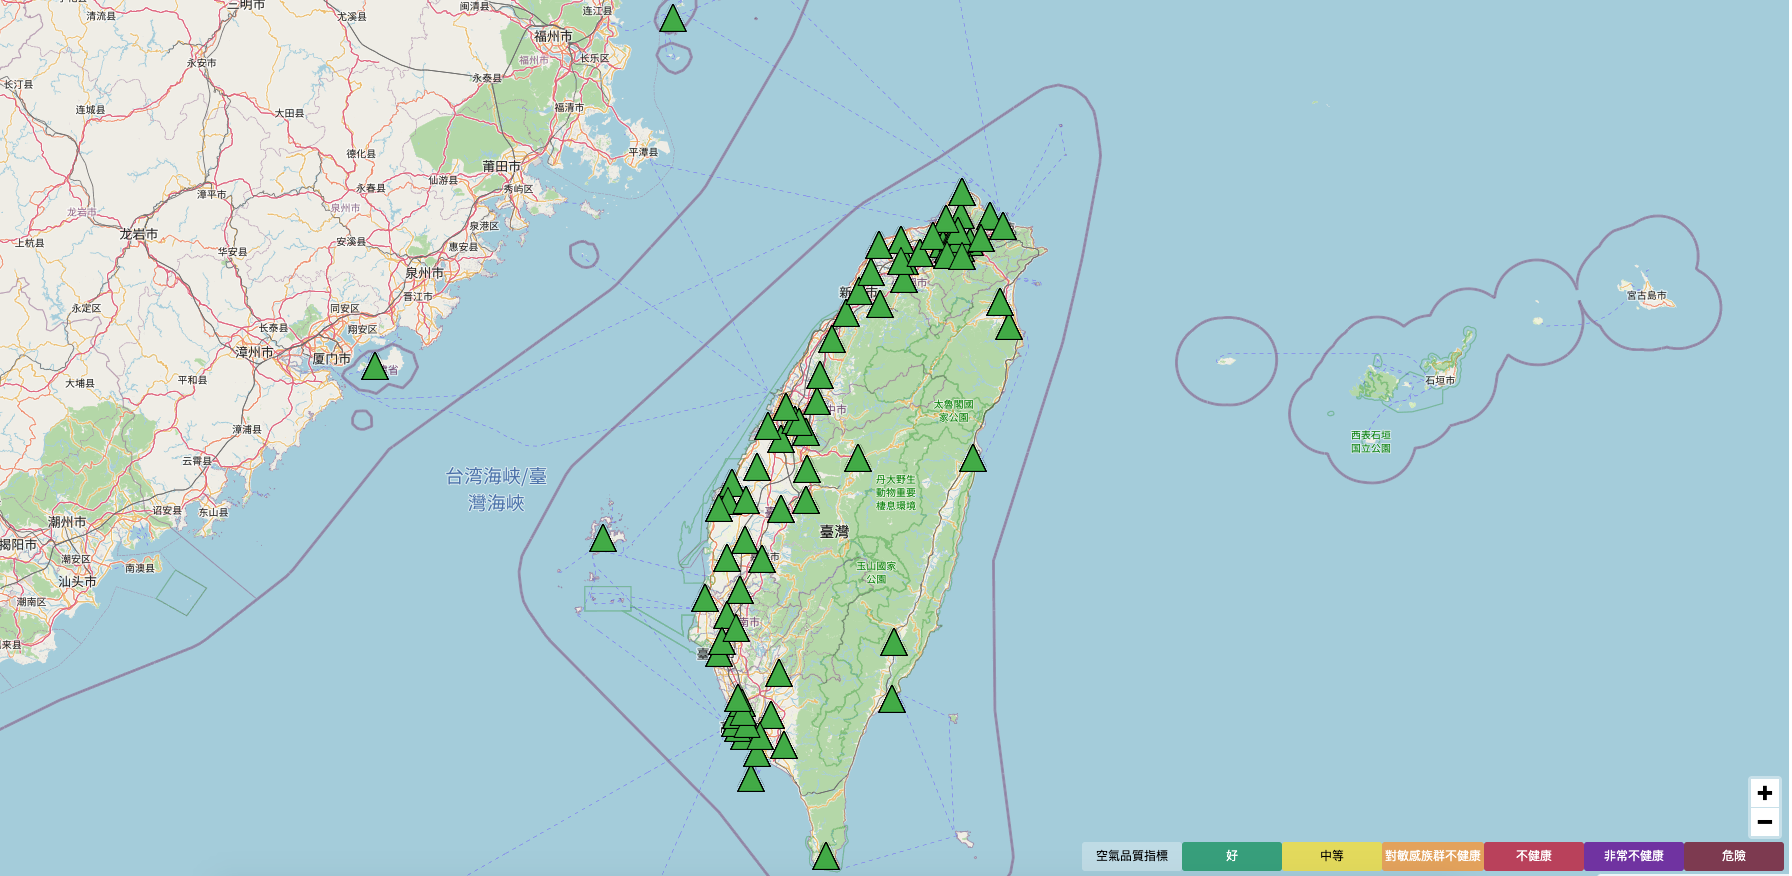 三明市
清流县
尤溪县
闽清县
连江县
福州市
福州市
长乐区
永安市
长汀县
永泰县
连城县
大田县
福清市
德化县
平潭县
莆田市
仙游县
秀屿区
漳平市
永春县
泉州市
龙岩市
龙岩市
泉港区
上杭县
华安县
安溪县
惠安县
泉州市
晋江市
永定区
同安区
长泰县
翔安区
漳州市
厦门市
省
大埔县
平和县
漳浦县
云霄县
诏安县
东山县
潮州市
揭阳市
潮安区
南澳县
汕头市
潮南区
来县
台湾海峡/臺
灣海峽
新
市
市
中市
太魯閣國
家公園
丹大野生
動物重要
棲息環境
臺灣
市
玉山國家
公園
南市
臺
宮古島市
石垣市
西表石垣
国立公園
+
−
空氣品質指標
好
中等
對敏感族群不健康
不健康
非常不健康
危險